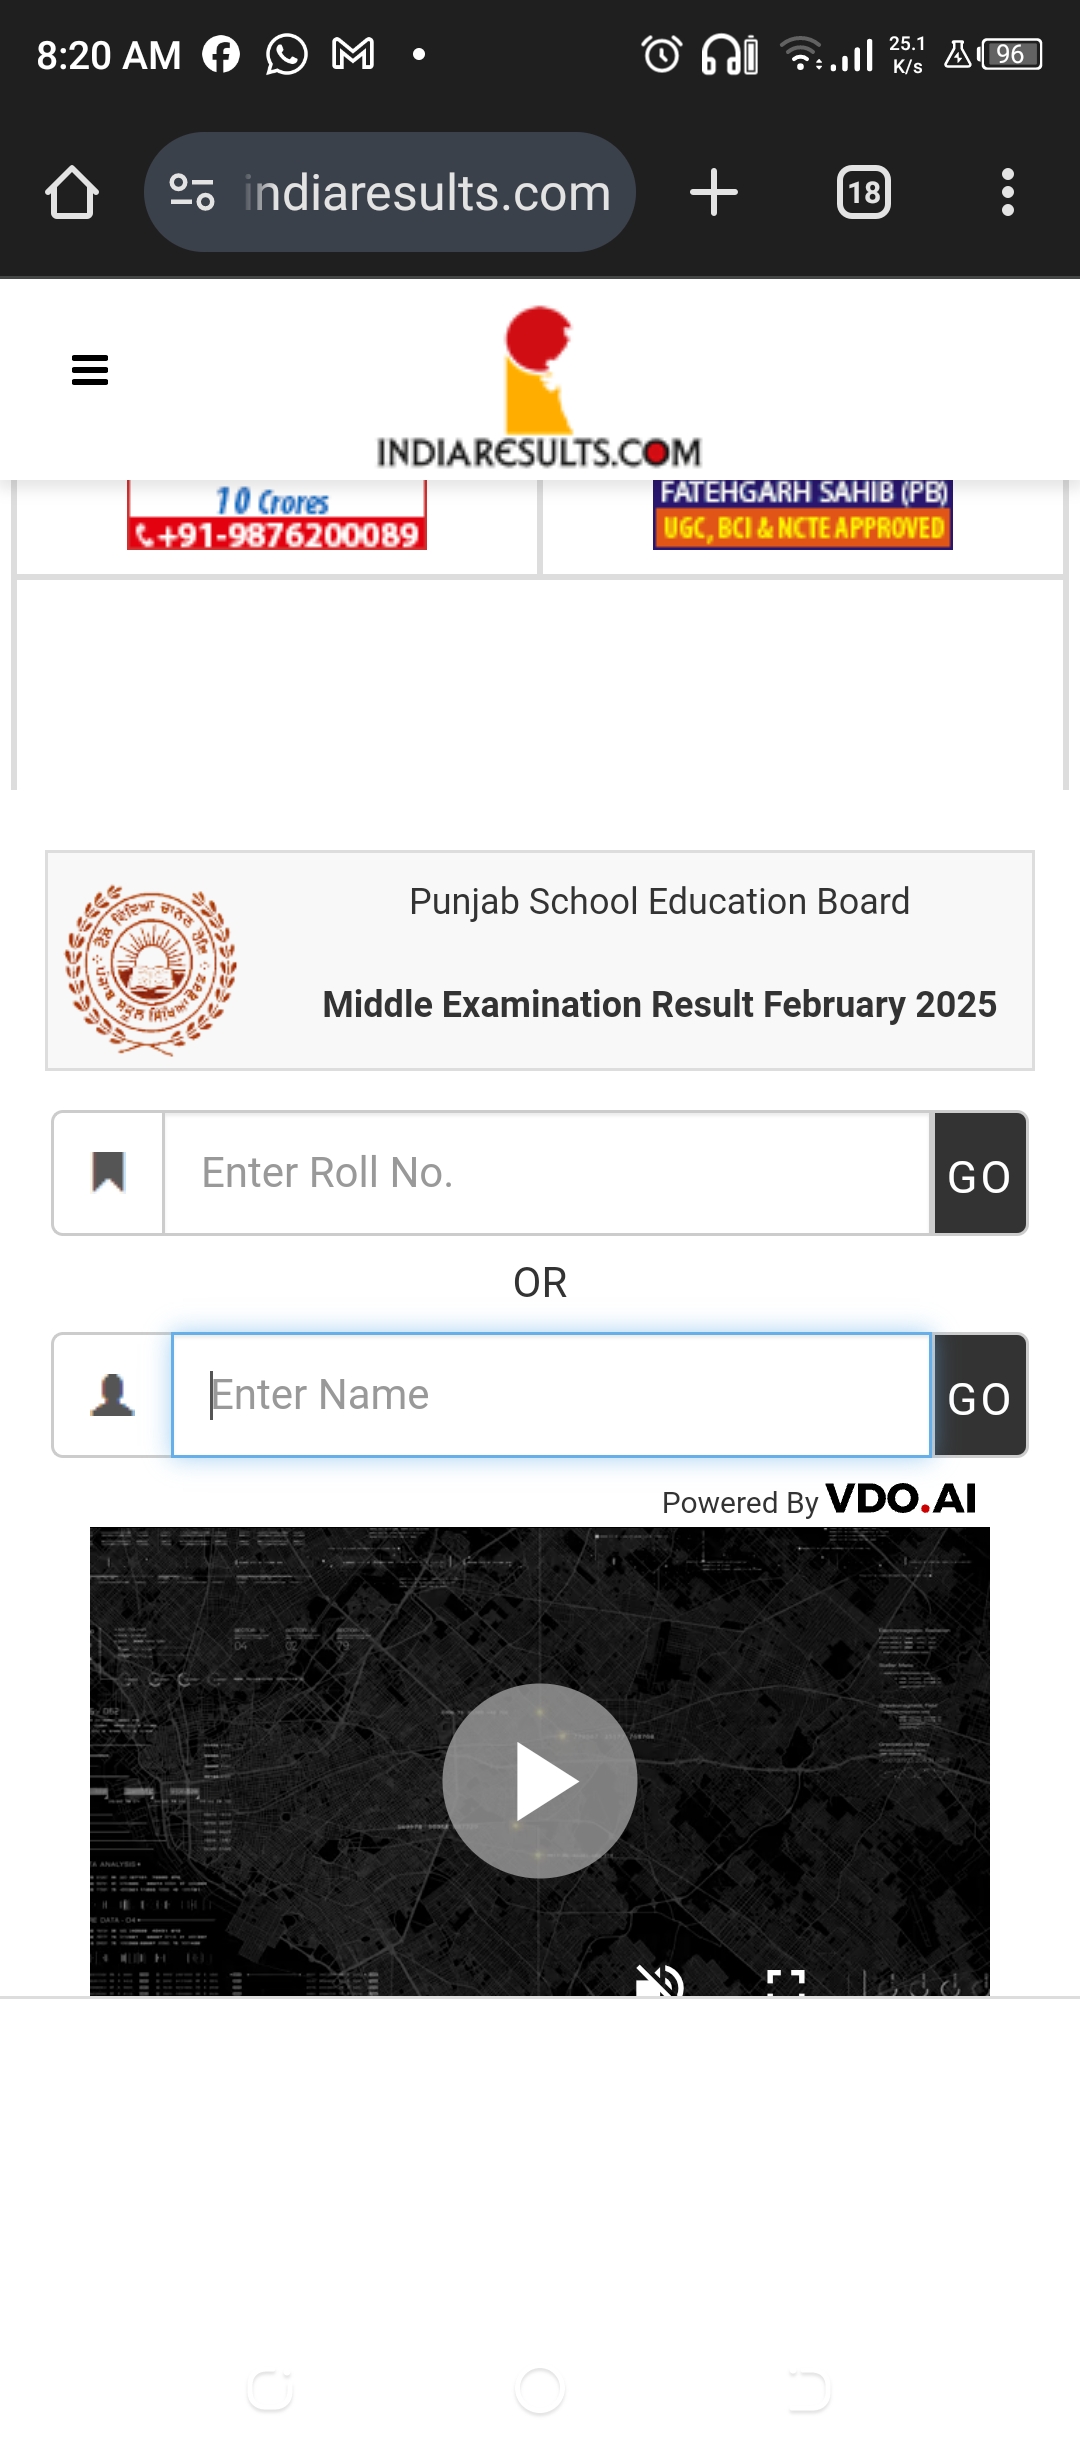 8:20 AM
25.1
K/s
96
indiaresults.com
18
INDIARESULTS.COM
10 Crores
+91-9876200089
FATEHGARH SAHIB (PB)
UGC, BCI & NCTE APPROVED
Punjab School Education Board
Middle Examination Result February 2025
Enter Roll No.
GO
OR
Enter Name
GO
Powered By VDO.AI